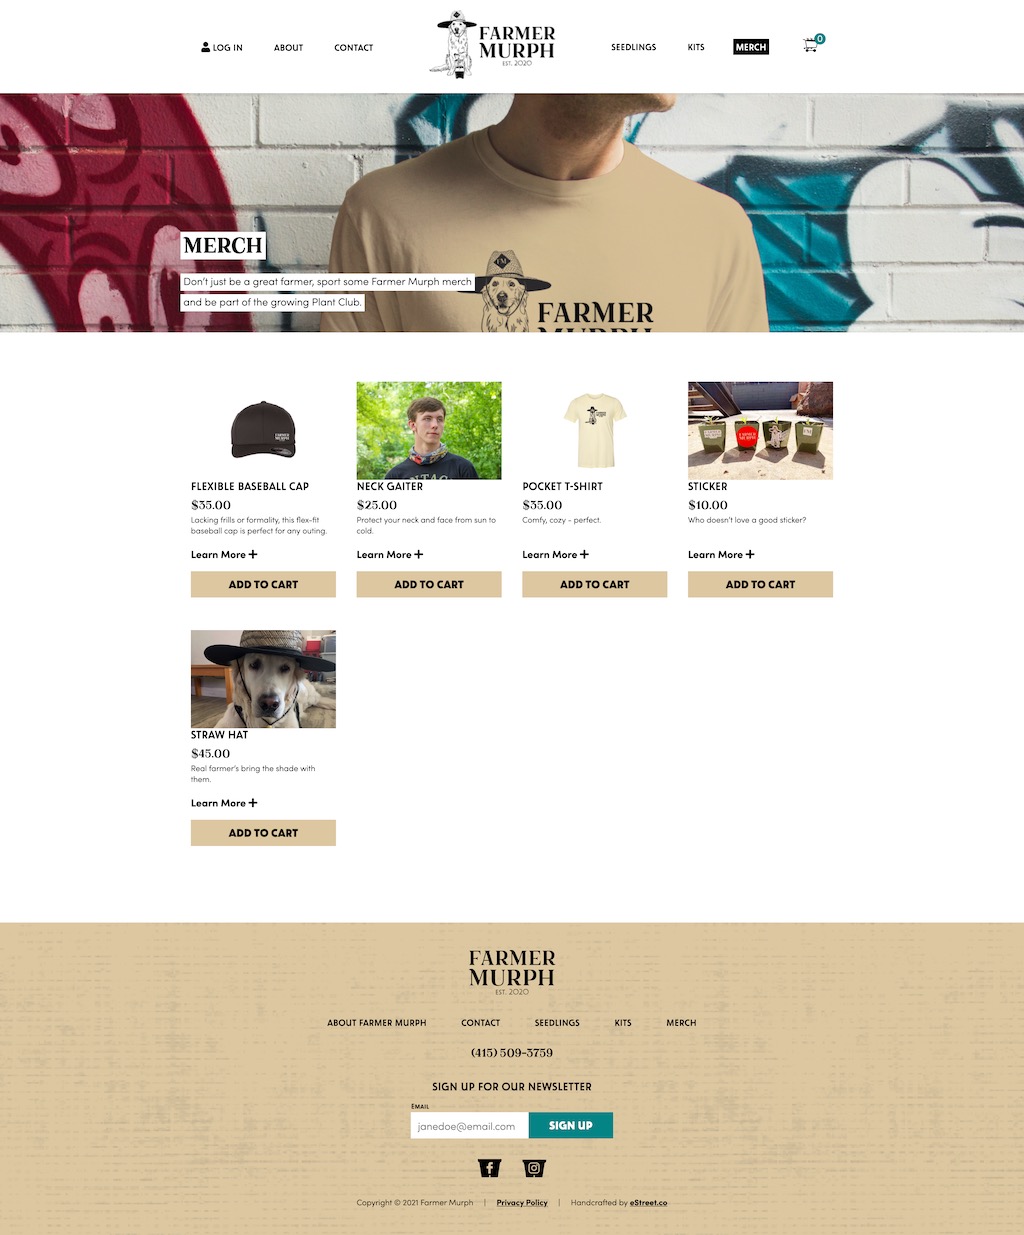 LOG IN
ABOUT
CONTACT
FARMER
MURPH
EST. 2020
SEEDLINGS
KITS
MERCH
0
FM
MERCH
Don't just be a great farmer, sport some Farmer Murph merch
and be part of the growing Plant Club.
FARMER
MURPH
FARMER
MURPH
FLEXIBLE BASEBALL CAP
$35.00
Lacking frills or formality, this flex-fit
baseball cap is perfect for any outing.
Learn More
ADD TO CART
NECK GAITER
$25.00
Protect your neck and face from sun to
cold.
Learn More
ADD TO CART
POCKET T-SHIRT
$35.00
Comfy, cozy - perfect.
Learn More
ADD TO CART
STICKER
$10.00
Who doesn't love a good sticker?
Learn More
ADD TO CART
STRAW HAT
$45.00
Real farmer's bring the shade with
them.
Learn More
ADD TO CART
FARMER
MURPH
EST. 2020
ABOUT FARMER MURPH
CONTACT
SEEDLINGS
KITS
MERCH
(415) 509-3759
SIGN UP FOR OUR NEWSLETTER
EMAIL
janedoe@email.com
SIGN UP
Copyright © 2021 Farmer Murph | Privacy Policy | Handcrafted by eStreet.co